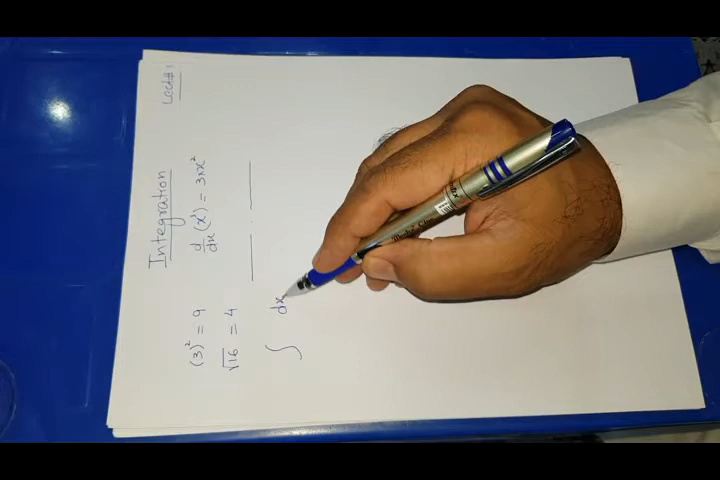 Lect# 1
Integration
(3)² = 9
d/dx (x³) = 3x²
√16 = 4
∫ dx